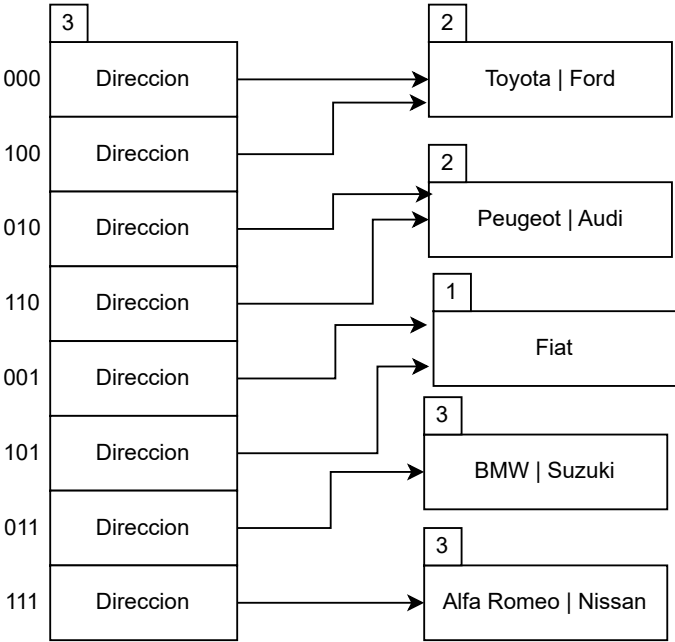 3
2
000
Direccion
Toyota | Ford
100
Direccion
2
010
Direccion
Peugeot | Audi
110
Direccion
1
001
Direccion
Fiat
101
Direccion
3
BMW | Suzuki
011
Direccion
3
111
Direccion
Alfa Romeo | Nissan